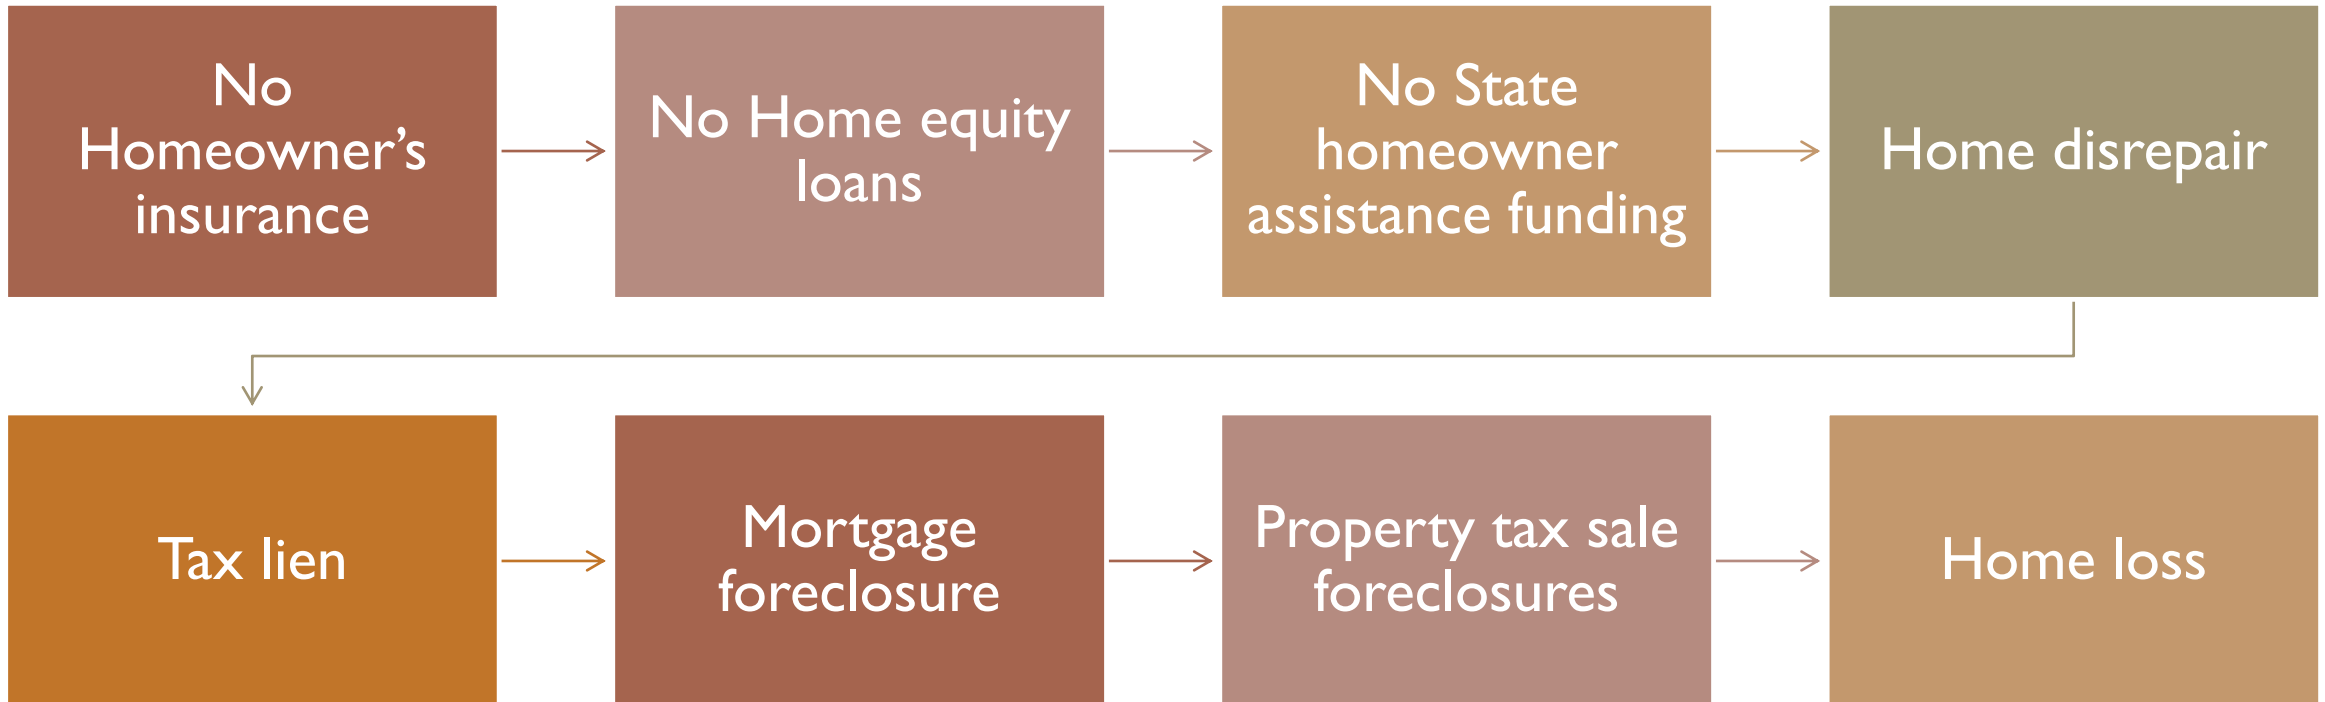 No
Homeowner’s
insurance
No Home equity
loans
No State
homeowner
assistance funding
Home disrepair
Tax lien
Mortgage
foreclosure
Property tax sale
foreclosures
Home loss